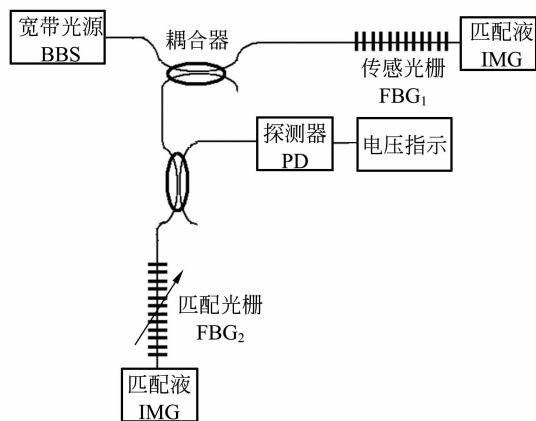 宽带光源
BBS
耦合器
传感光栅
FBG₁
匹配液
IMG
探测器
PD
电压指示
匹配光栅
FBG₂
匹配液
IMG